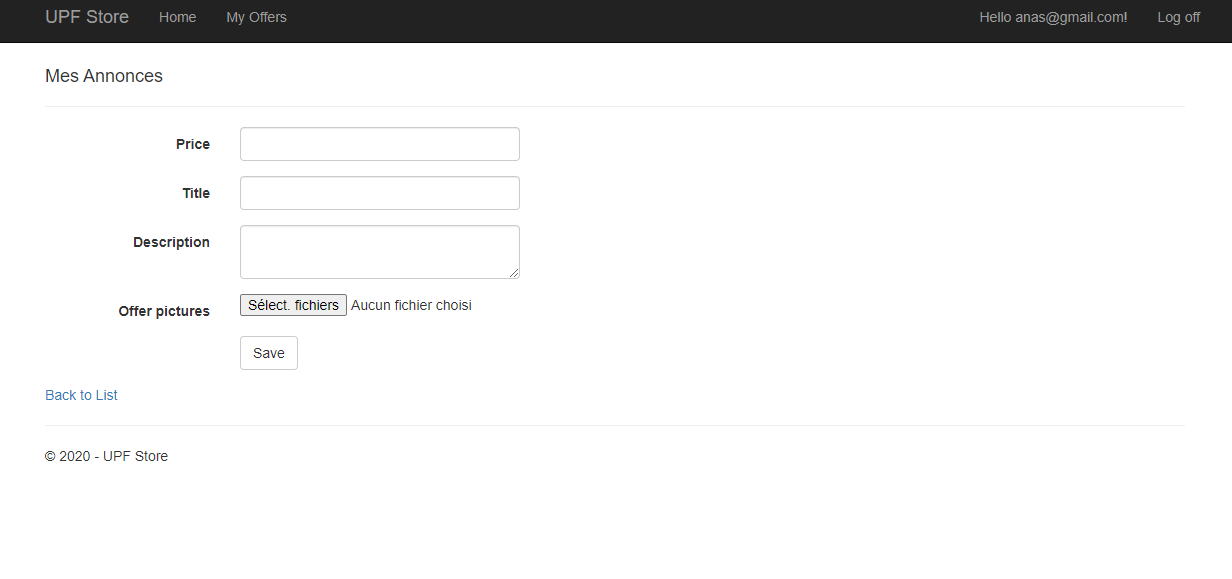 UPF Store Home My Offers Hello anas@gmail.com! Log off
Mes Annonces
Price
Title
Description
Offer pictures Sélect. fichiers Aucun fichier choisi
Save
Back to List
© 2020 - UPF Store